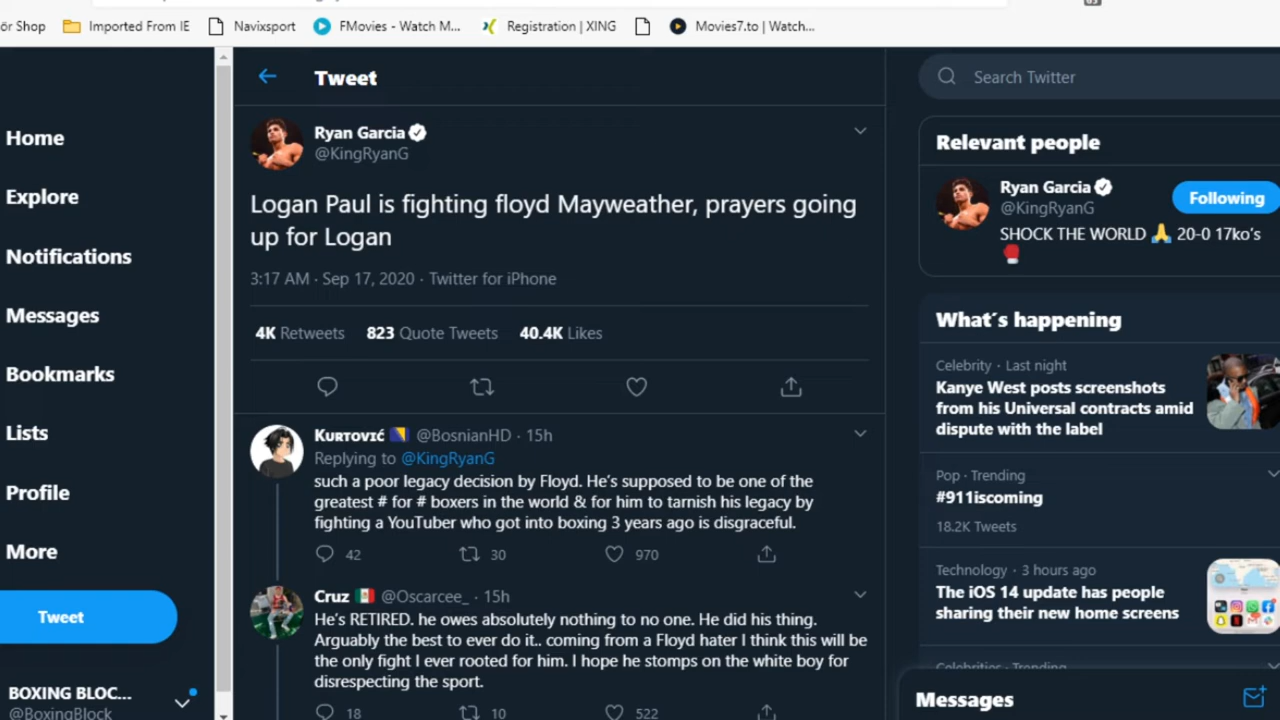 ör Shop
Imported From IE
Navixsport
FMovies - Watch M...
Registration | XING
Movies7.to | Watch...
Home
Explore
Notifications
Messages
Bookmarks
Lists
Profile
More
Tweet
BOXING BLOC...
@BoxingBlock
Tweet
Ryan Garcia
@KingRyanG
Logan Paul is fighting floyd Mayweather, prayers going
up for Logan
3:17 AM · Sep 17, 2020 · Twitter for iPhone
4K Retweets 823 Quote Tweets 40.4K Likes
Kurtović 🇧🇦 @BosnianHD · 15h
Replying to @KingRyanG
such a poor legacy decision by Floyd. He's supposed to be one of the
greatest # for # boxers in the world & for him to tarnish his legacy by
fighting a YouTuber who got into boxing 3 years ago is disgraceful.
42 30 970
Cruz 🇲🇽 @Oscarcee_ · 15h
He's RETIRED. he owes absolutely nothing to no one. He did his thing.
Arguably the best to ever do it.. coming from a Floyd hater I think this will be
the only fight I ever rooted for him. I hope he stomps on the white boy for
disrespecting the sport.
18 10 522
Search Twitter
Relevant people
Ryan Garcia
@KingRyanG
Following
SHOCK THE WORLD 🙏 20-0 17ko's
🥊
What´s happening
Celebrity · Last night
Kanye West posts screenshots
from his Universal contracts amid
dispute with the label
Pop · Trending
#911iscoming
18.2K Tweets
Technology · 3 hours ago
The iOS 14 update has people
sharing their new home screens
Celebrities · Trending
Messages